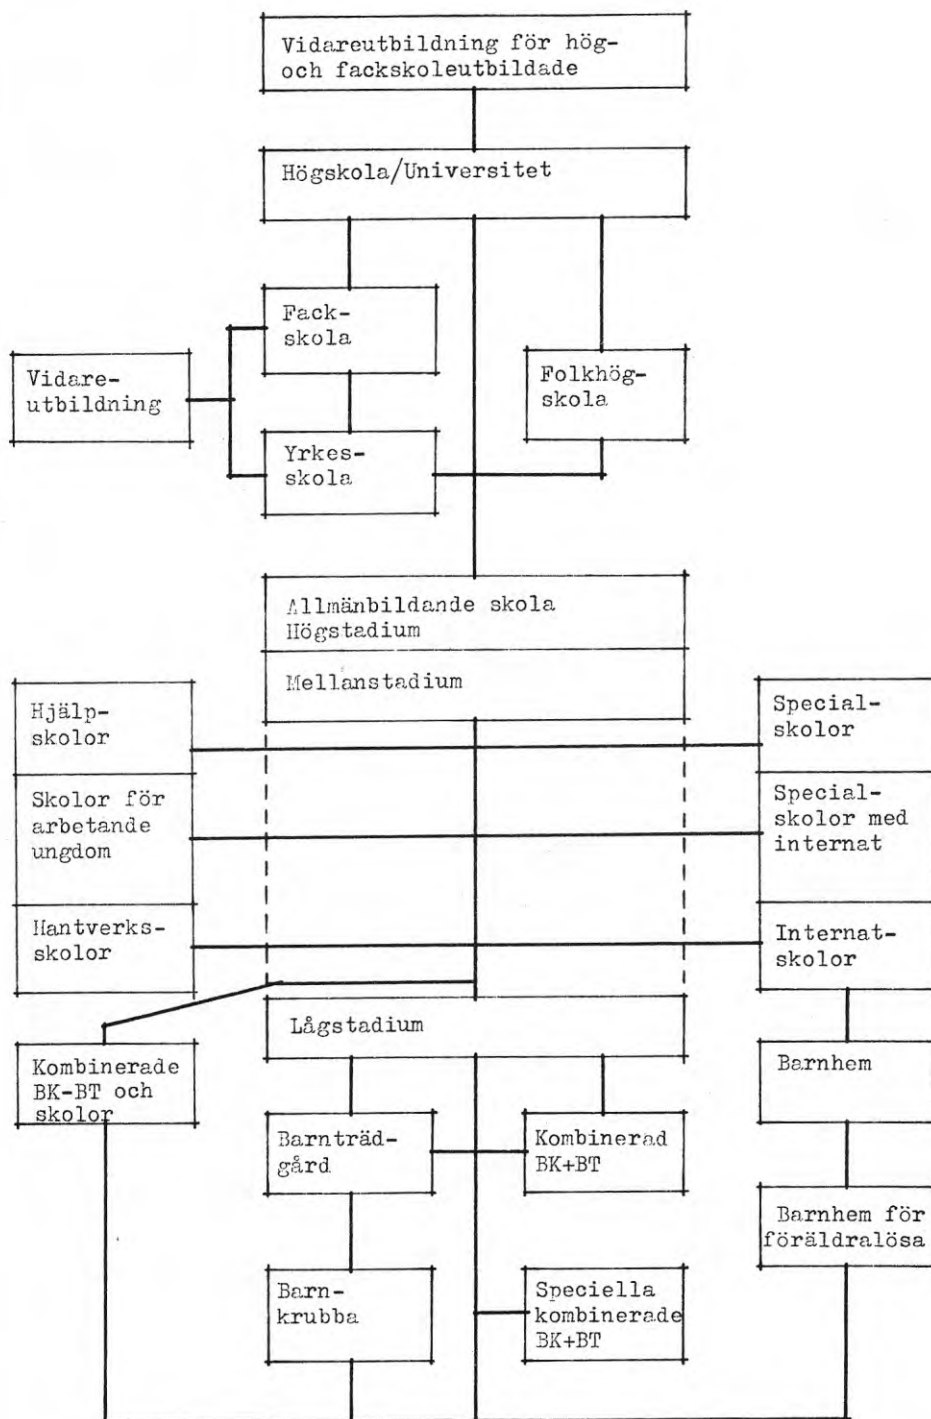 Vidareutbildning för hög-
och fackskoleutbildade
Högskola/Universitet
Fack-
skola
Vidare-
utbildning
Folkhög-
skola
Yrkes-
skola
Allmänbildande skola
Högstadium
Mellanstadium
Hjälp-
skolor
Special-
skolor
Skolor för
arbetande
ungdom
Special-
skolor med
internat
Hantverks-
skolor
Internat-
skolor
Lågstadium
Kombinerade
BK-BT och
skolor
Barnhem
Barnträd-
gård
Kombinerad
BK+BT
Barnhem för
föräldralösa
Barn-
krubba
Speciella
kombinerade
BK+BT